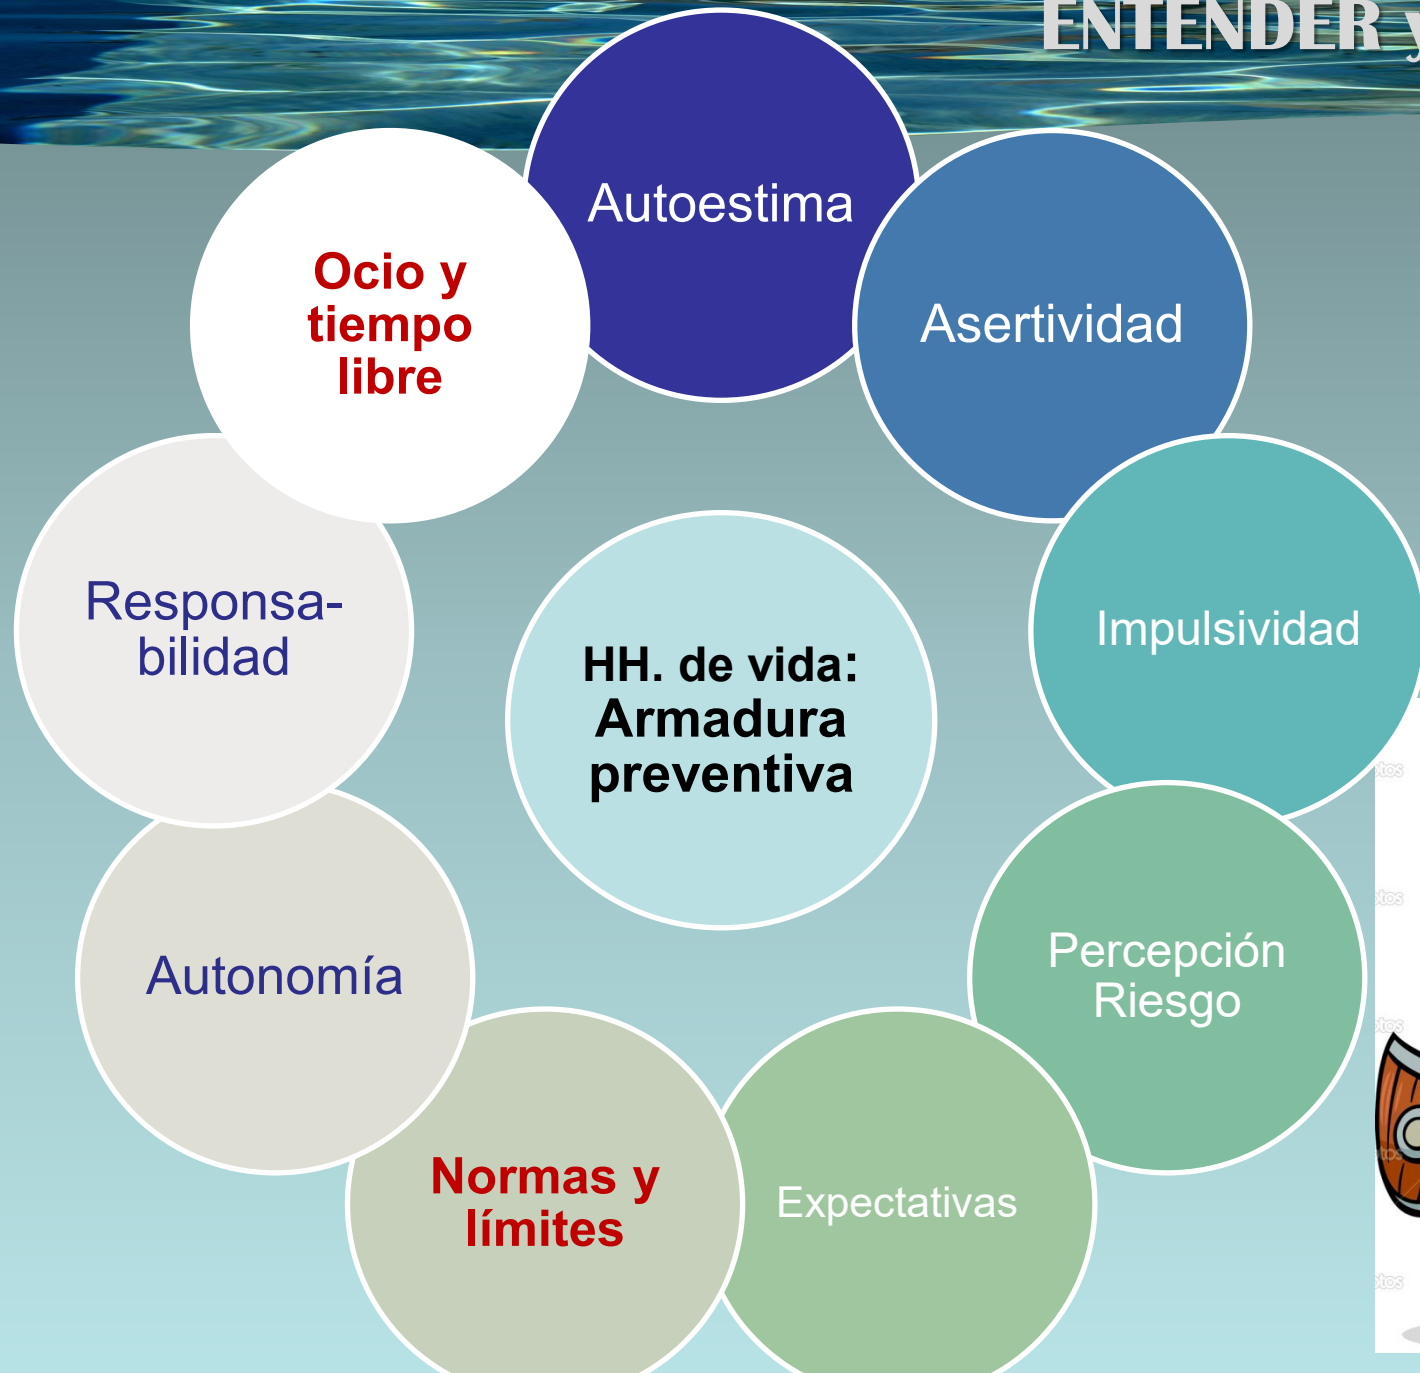 ENTENDER y
Autoestima
Asertividad
Impulsividad
Percepción
Riesgo
Expectativas
Normas y
límites
Autonomía
Responsa-
bilidad
Ocio y
tiempo
libre
HH. de vida:
Armadura
preventiva